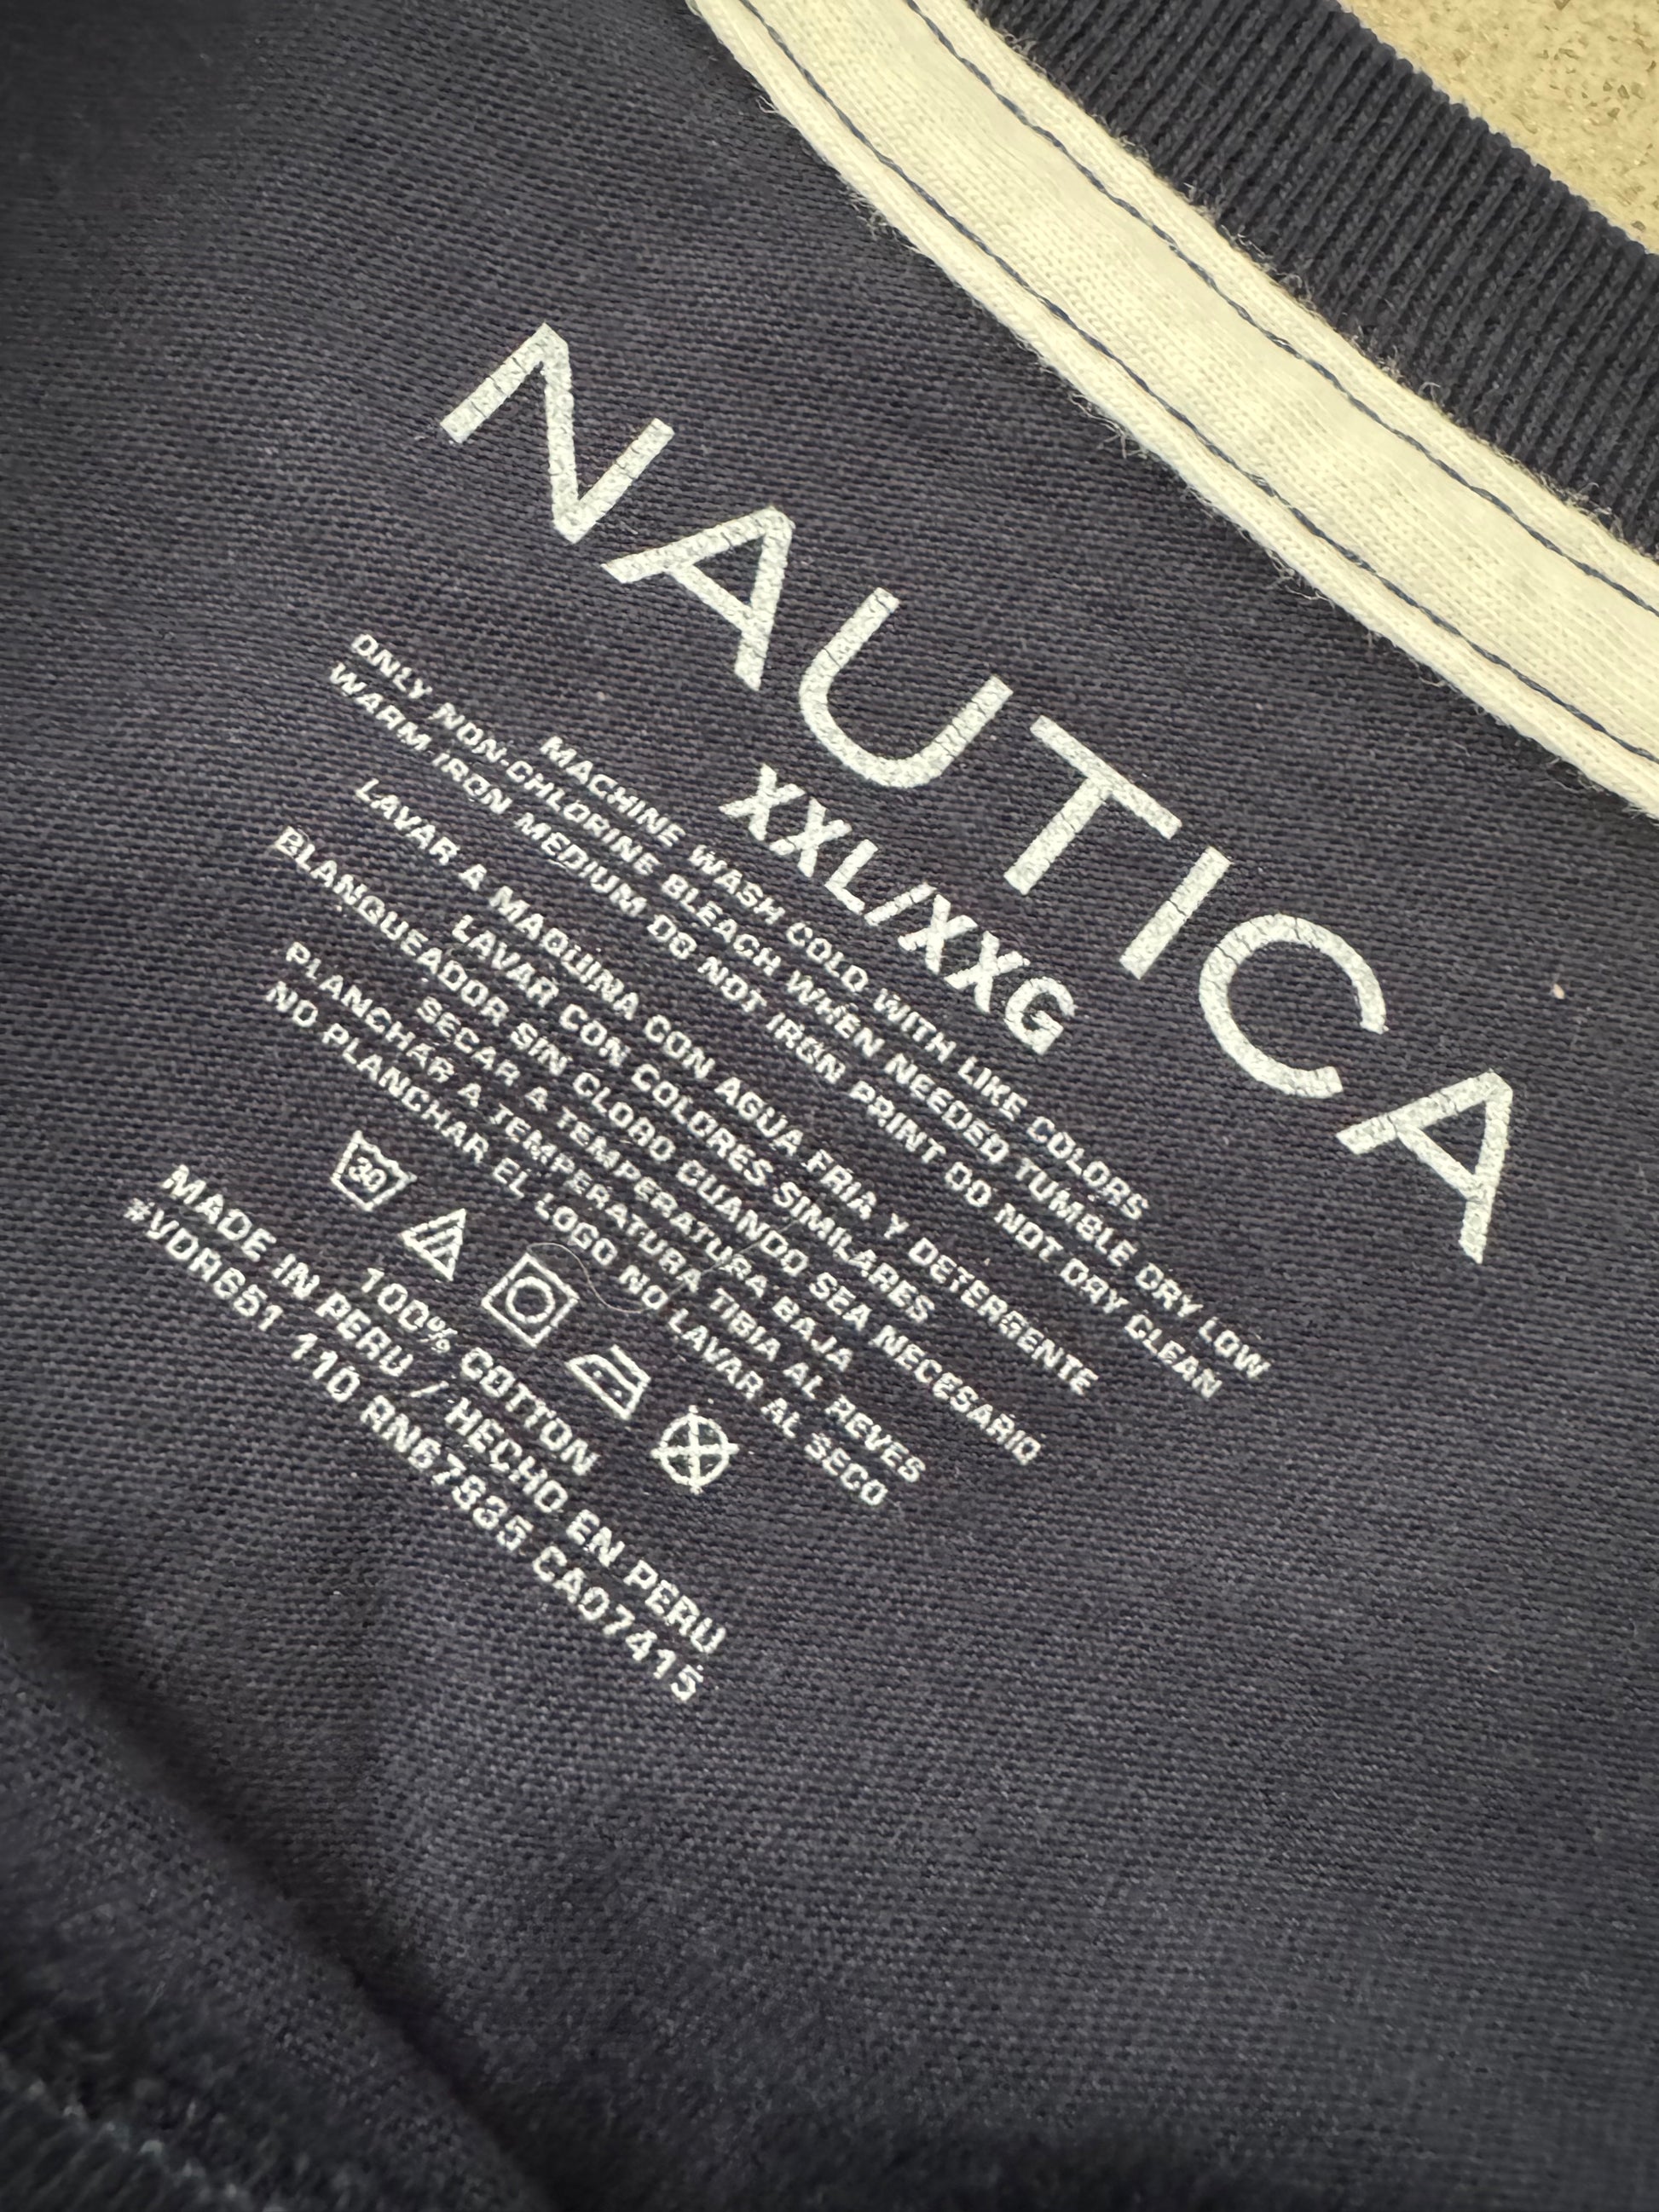 NAUTICA
XXL/XXG
MACHINE WASH COLD WITH LIKE COLORS
ONLY NON-CHLORINE BLEACH WHEN NEEDED TUMBLE DRY LOW
WARM IRON MEDIUM DO NOT IRON PRINT OD NOT DRY CLEAN
LAVAR A MAQUINA CON AGUA FRIA Y DETERGENTE
LAVAR CON COLORES SIMILARES
BLANQUEADOR SIN CLORO CUANDO SEA NECESARIO
SECAR A TEMPERATURA BAJA
PLANCHAR A TEMPERATURA TIBIA AL REVES
NO PLANCHAR EL LOGO NO LAVAR AL SECO
30
100% COTTON
MADE IN PERU / HECHO EN PERU
#VDR651 110 RN67835 CA07415